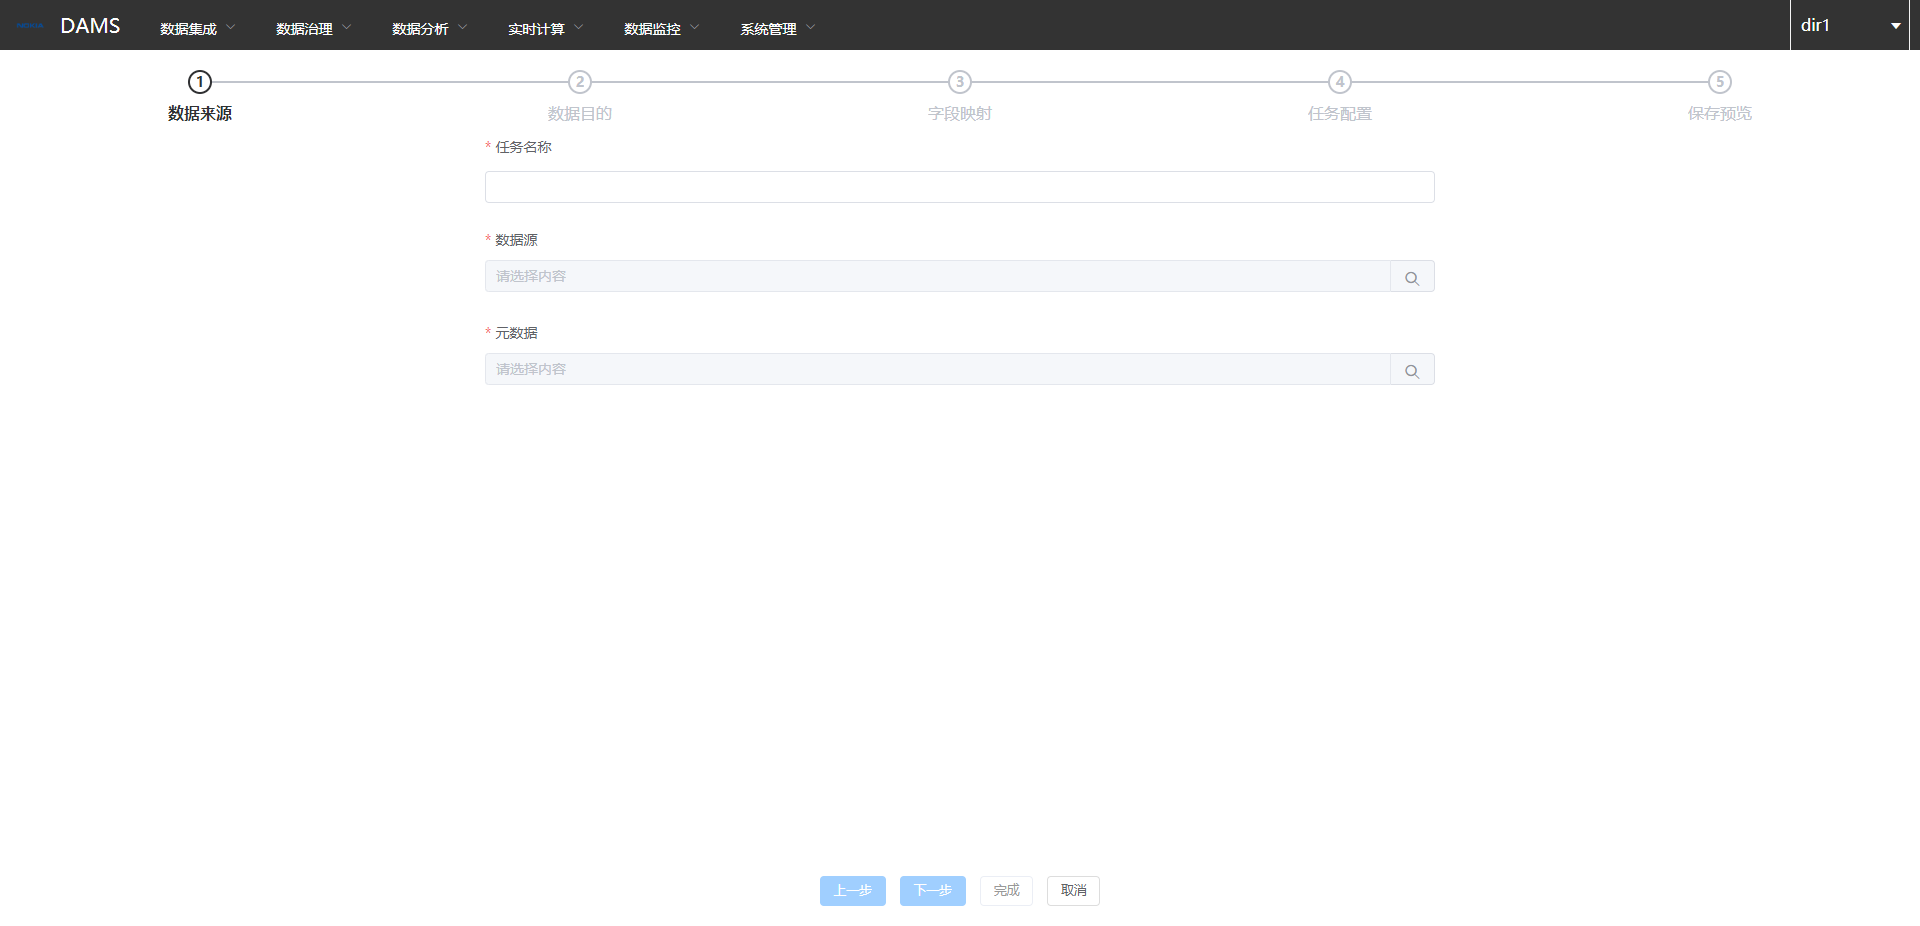 DAMS 数据集成 数据治理 数据分析 实时计算 数据监控 系统管理 dir1
1 2 3 4 5
数据来源 数据目的 字段映射 任务配置 保存预览
* 任务名称
* 数据源
请选择内容
* 元数据
请选择内容
上一步 下一步 完成 取消